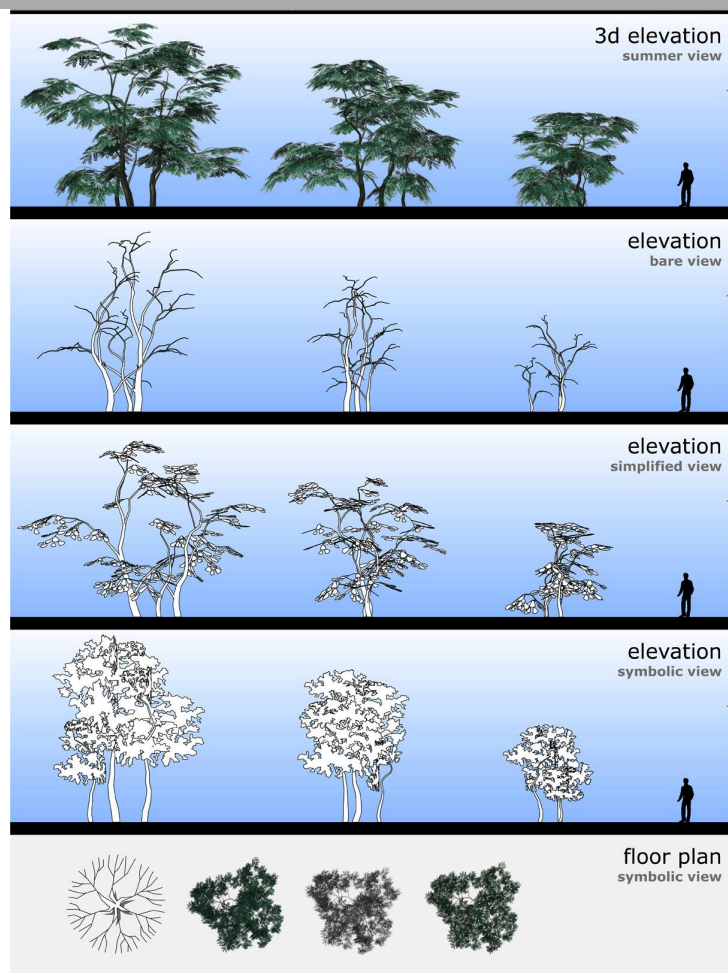 3d elevation
summer view
elevation
bare view
elevation
simplified view
elevation
symbolic view
floor plan
symbolic view